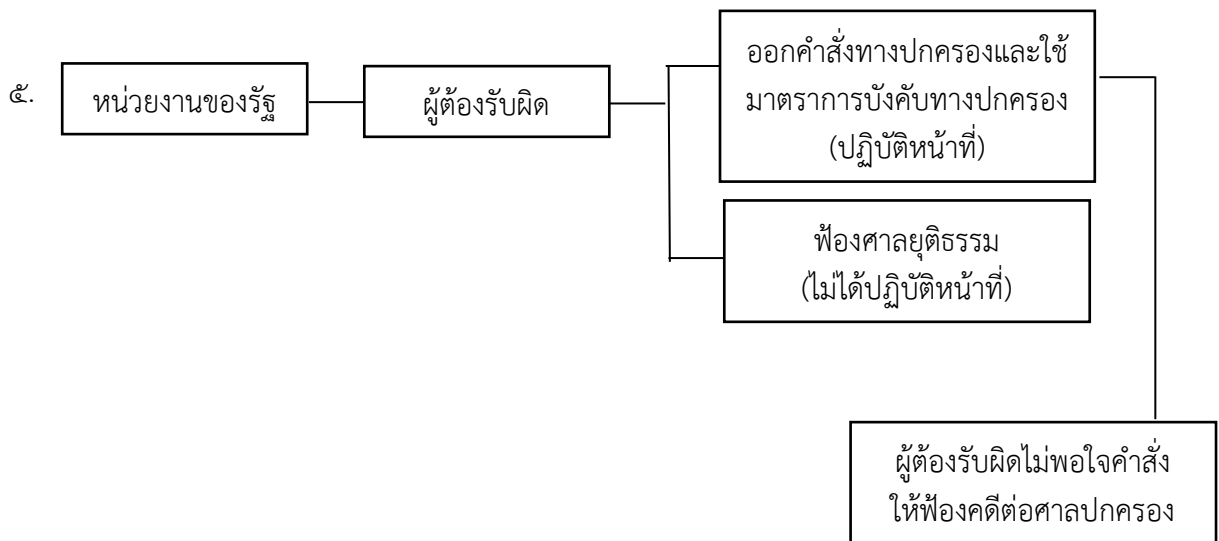 ๕.
หน่วยงานของรัฐ
ผู้ต้องรับผิด
ออกคำสั่งทางปกครองและใช้
มาตราการบังคับทางปกครอง
(ปฏิบัติหน้าที่)
ฟ้องศาลยุติธรรม
(ไม่ได้ปฏิบัติหน้าที่)
ผู้ต้องรับผิดไม่พอใจคำสั่ง
ให้ฟ้องคดีต่อศาลปกครอง